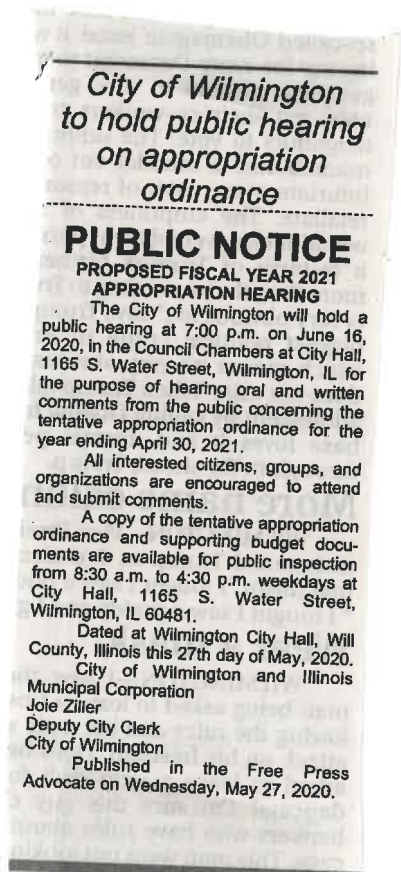 City of Wilmington
to hold public hearing
on appropriation
ordinance
PUBLIC NOTICE
PROPOSED FISCAL YEAR 2021
APPROPRIATION HEARING
The City of Wilmington will hold a
public hearing at 7:00 p.m. on June 16,
2020, in the Council Chambers at City Hall,
1165 S. Water Street, Wilmington, IL for
the purpose of hearing oral and written
comments from the public concerning the
tentative appropriation ordinance for the
year ending April 30, 2021.
All interested citizens, groups, and
organizations are encouraged to attend
and submit comments.
A copy of the tentative appropriation
ordinance and supporting budget docu-
ments are available for public inspection
from 8:30 a.m. to 4:30 p.m. weekdays at
City Hall, 1165 S. Water Street,
Wilmington, IL 60481.
Dated at Wilmington City Hall, Will
County, Illinois this 27th day of May, 2020.
City of Wilmington and Illinois
Municipal Corporation
Joie Ziller
Deputy City Clerk
City of Wilmington
Published in the Free Press
Advocate on Wednesday, May 27, 2020.